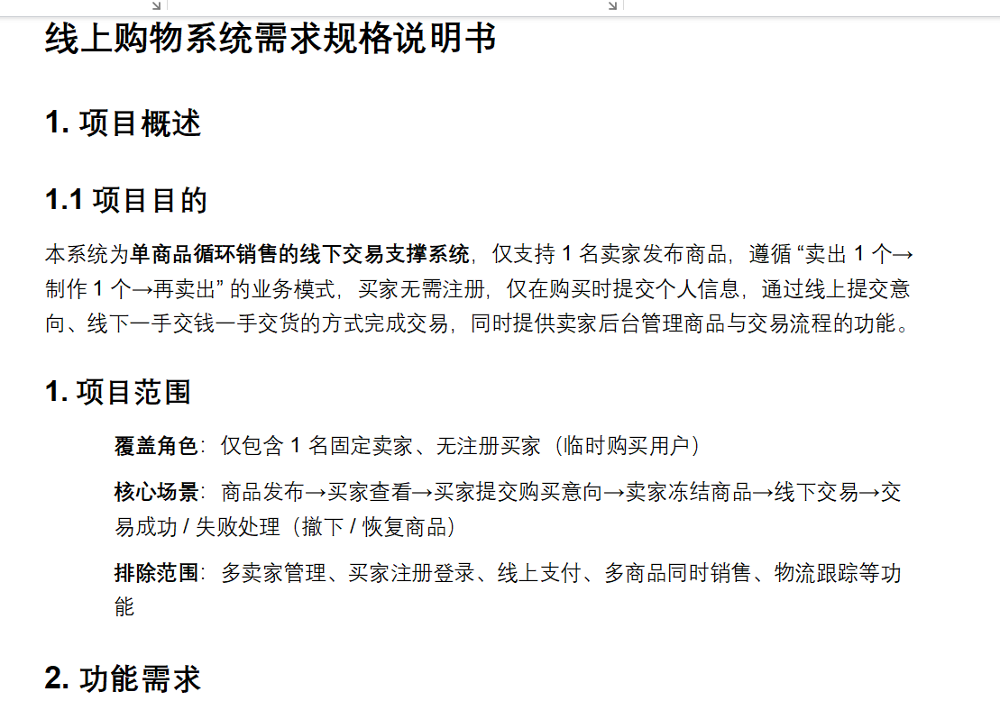 线上购物系统需求规格说明书
1. 项目概述
1.1 项目目的
本系统为单商品循环销售的线下交易支撑系统，仅支持 1 名卖家发布商品，遵循 “卖出 1 个→
制作 1 个→再卖出” 的业务模式，买家无需注册，仅在购买时提交个人信息，通过线上提交意
向、线下一手交钱一手交货的方式完成交易，同时提供卖家后台管理商品与交易流程的功能。
1. 项目范围
覆盖角色：仅包含 1 名固定卖家、无注册买家（临时购买用户）
核心场景：商品发布→买家查看→买家提交购买意向→卖家冻结商品→线下交易→交
易成功 / 失败处理（撤下 / 恢复商品）
排除范围：多卖家管理、买家注册登录、线上支付、多商品同时销售、物流跟踪等功
能
2. 功能需求